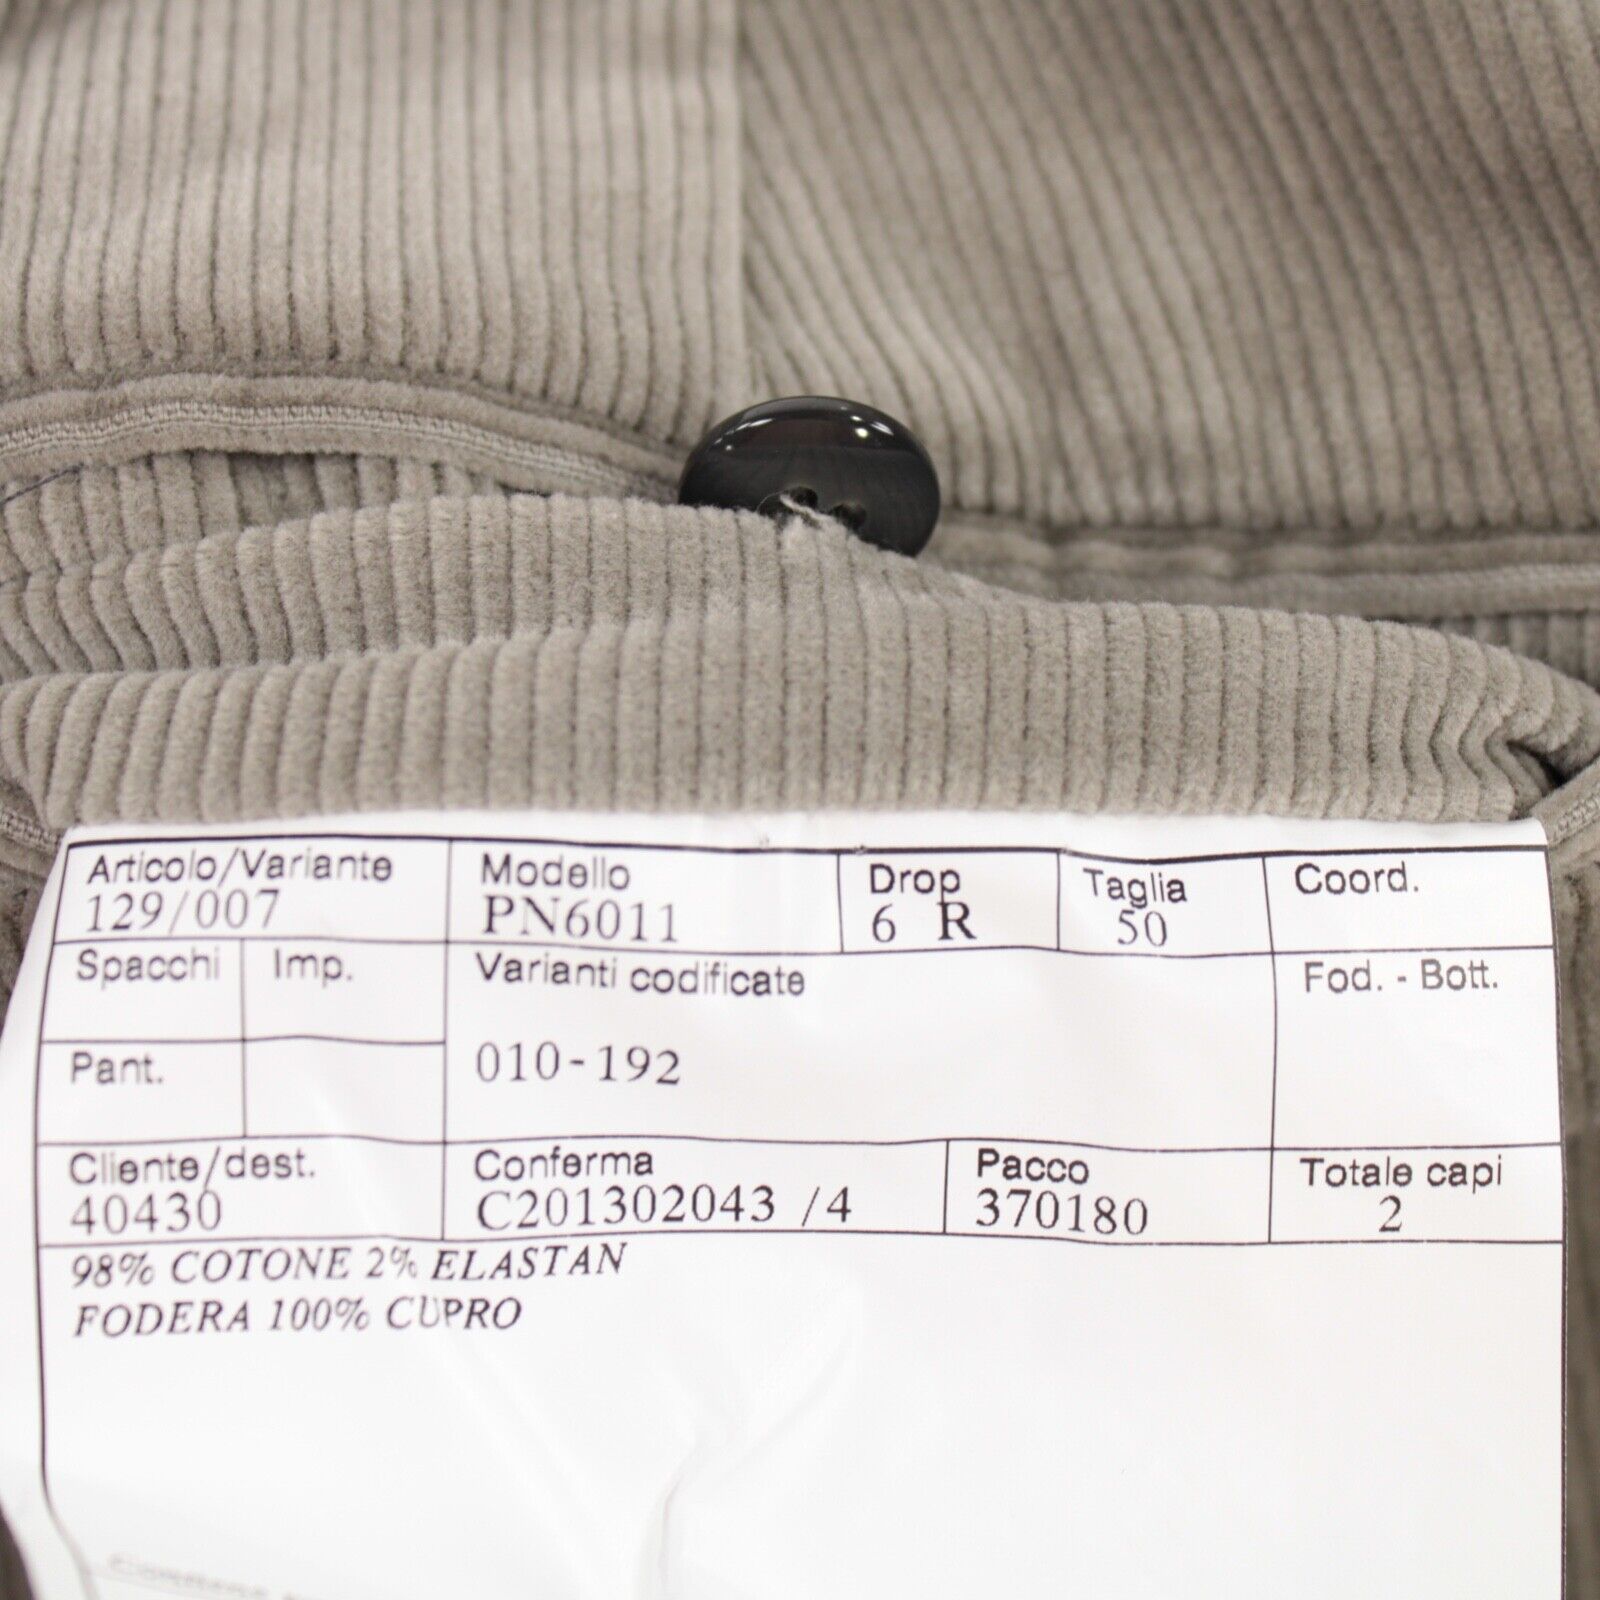 Articolo/Variante Modello Drop Taglia Coord.
129/007 PN6011 6 R 50
Spacchi Imp. Varianti codificate Fod. - Bott.
Pant. 010-192
Cliente/dest. Conferma Pacco Totale capi
40430 C201302043 /4 370180 2
98% COTONE 2% ELASTAN
FODERA 100% CUPRO